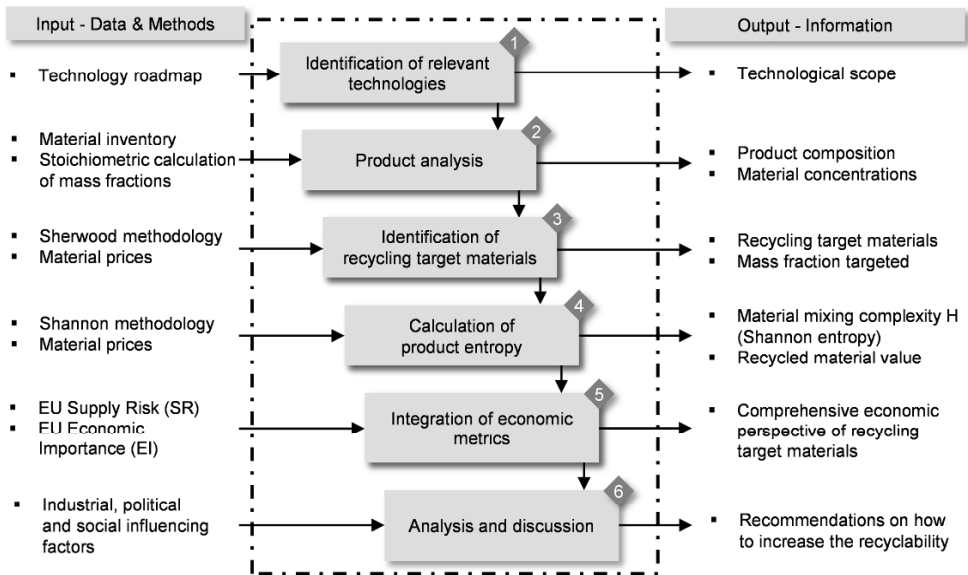 Input - Data & Methods
Output - Information
Technology roadmap
1
Identification of relevant
technologies
Technological scope
Material inventory
Stoichiometric calculation
of mass fractions
2
Product analysis
Product composition
Material concentrations
Sherwood methodology
Material prices
3
Identification of
recycling target materials
Recycling target materials
Mass fraction targeted
Shannon methodology
Material prices
4
Calculation of
product entropy
Material mixing complexity H
(Shannon entropy)
Recycled material value
EU Supply Risk (SR)
EU Economic
Importance (EI)
5
Integration of economic
metrics
Comprehensive economic
perspective of recycling
target materials
Industrial, political
and social influencing
factors
6
Analysis and discussion
Recommendations on how
to increase the recyclability